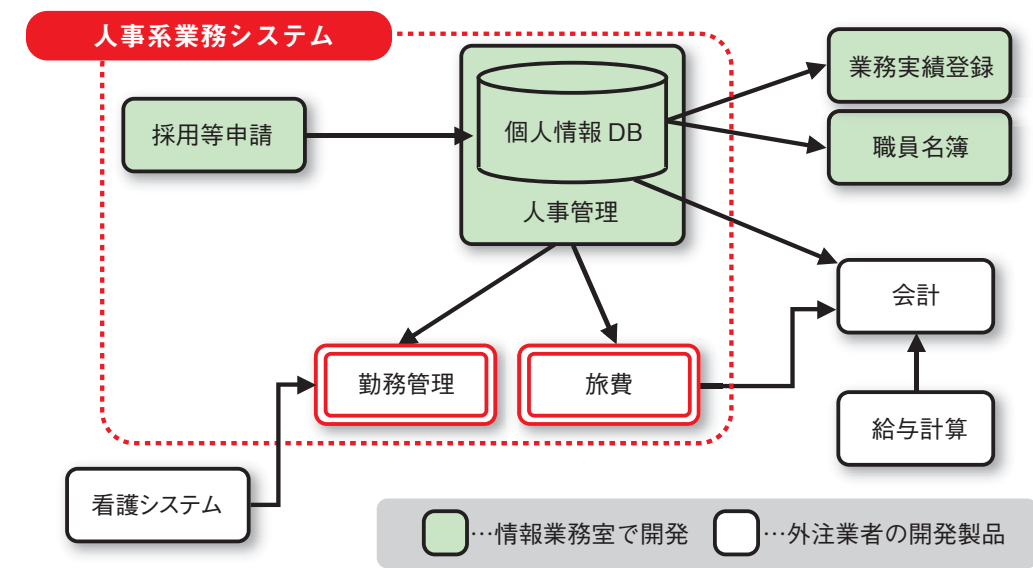 人事系業務システム
業務実績登録
採用等申請
個人情報 DB
職員名簿
人事管理
会計
勤務管理
旅費
給与計算
看護システム
…情報業務室で開発
…外注業者の開発製品